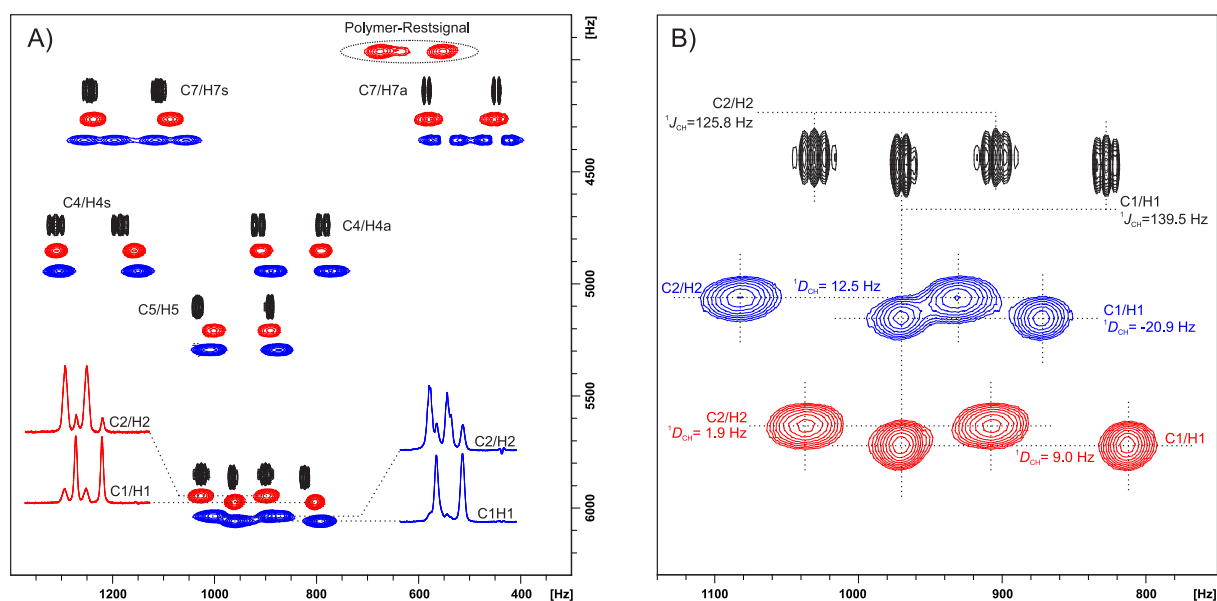 A)
Polymer-Restsignal
C7/H7s
C7/H7a
C4/H4s
C4/H4a
C5/H5
C2/H2
C1/H1
C2/H2
C1H1
[Hz]
4500
5000
5500
6000
1200
1000
800
600
400
[Hz]
B)
C2/H2
¹J_CH=125.8 Hz
C1/H1
¹J_CH=139.5 Hz
C2/H2
¹D_CH= 12.5 Hz
C1/H1
¹D_CH= -20.9 Hz
C2/H2
¹D_CH= 1.9 Hz
C1/H1
¹D_CH= 9.0 Hz
1100
1000
900
800
[Hz]